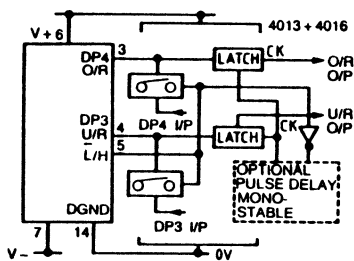 4013 + 4016
V + 6
3
DP4
O/R
LATCH
CK
O/R
O/P
DP4 I/P
DP3
U/R
4
U/R
O/P
LATCH
CK
5
L̅/H
OPTIONAL
PULSE DELAY
MONO-
STABLE
DGND
DP3 I/P
7
14
V−
0V